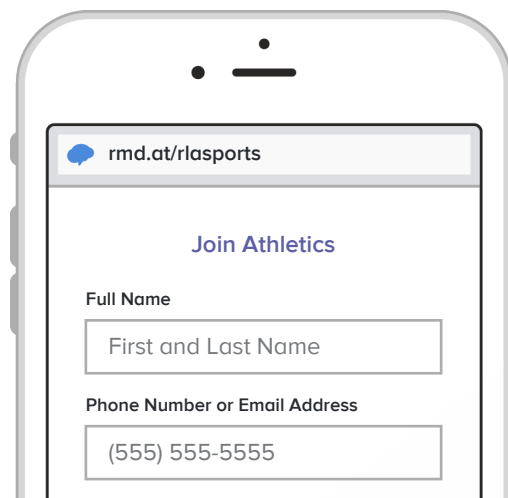 rmd.at/rlasports
Join Athletics
Full Name
First and Last Name
Phone Number or Email Address
(555) 555-5555